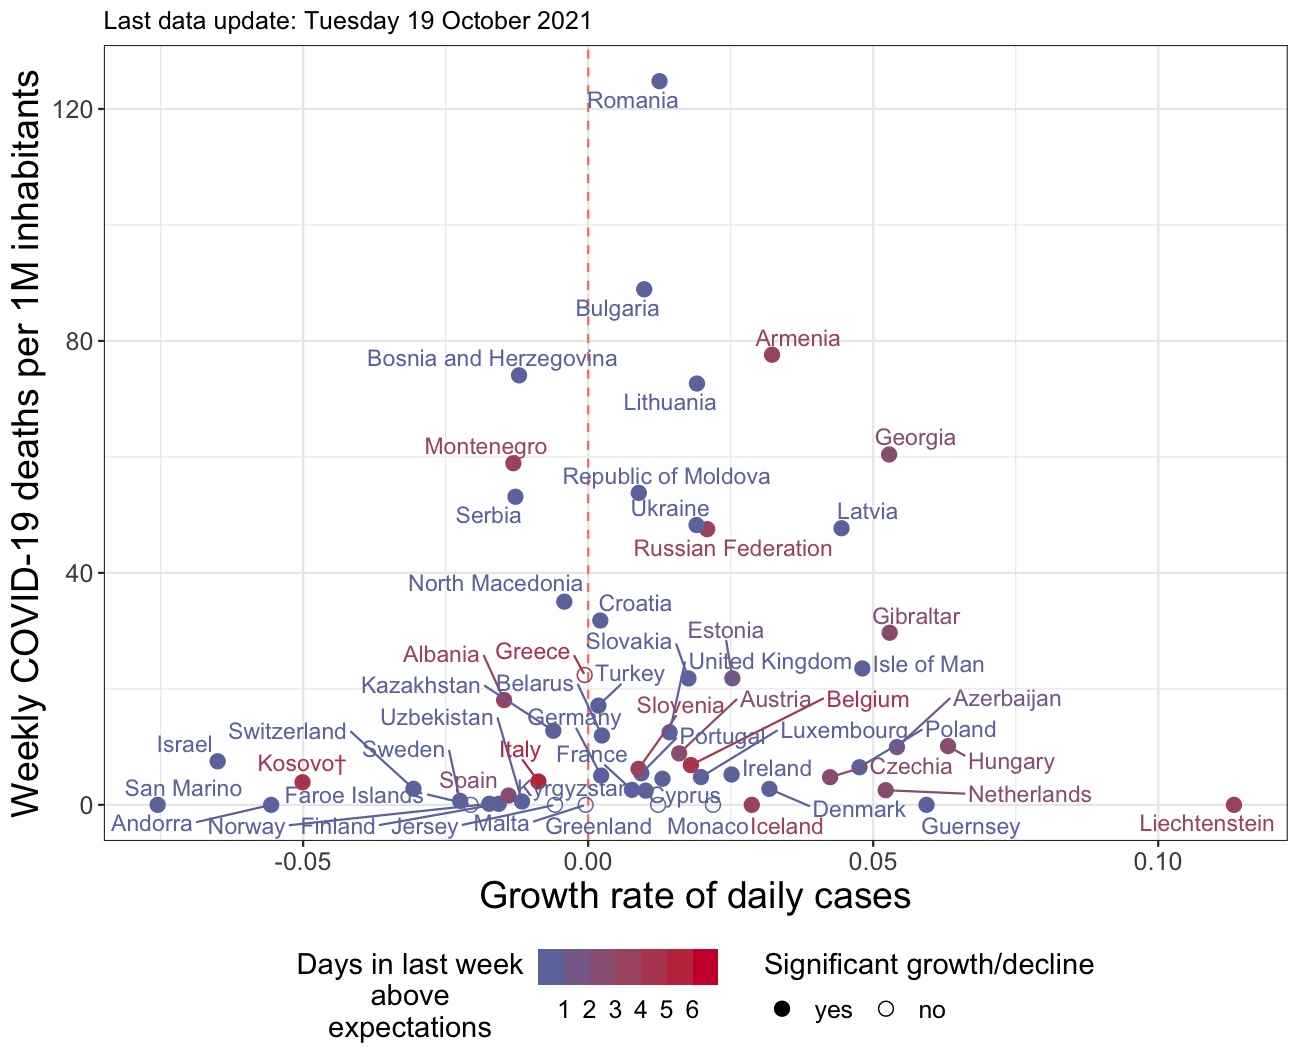 Last data update: Tuesday 19 October 2021
Weekly COVID-19 deaths per 1M inhabitants
120
80
40
0
Romania
Bulgaria
Armenia
Bosnia and Herzegovina
Lithuania
Georgia
Montenegro
Republic of Moldova
Serbia
Ukraine
Latvia
Russian Federation
North Macedonia
Croatia
Gibraltar
Estonia
Slovakia
Greece
Albania
United Kingdom
Isle of Man
Turkey
Kazakhstan
Belarus
Slovenia
Austria
Belgium
Azerbaijan
Uzbekistan
Germany
Switzerland
Portugal
Luxembourg
Poland
Israel
Sweden
Italy
France
Kosovo†
Ireland
Czechia
Hungary
San Marino
Faroe Islands
Spain
Kyrgyzstan
Cyprus
Netherlands
Denmark
Andorra
Norway
Finland
Jersey
Malta
Greenland
Monaco
Iceland
Guernsey
Liechtenstein
-0.05
0.00
0.05
0.10
Growth rate of daily cases
Days in last week
above
expectations
1 2 3 4 5 6
Significant growth/decline
yes
no